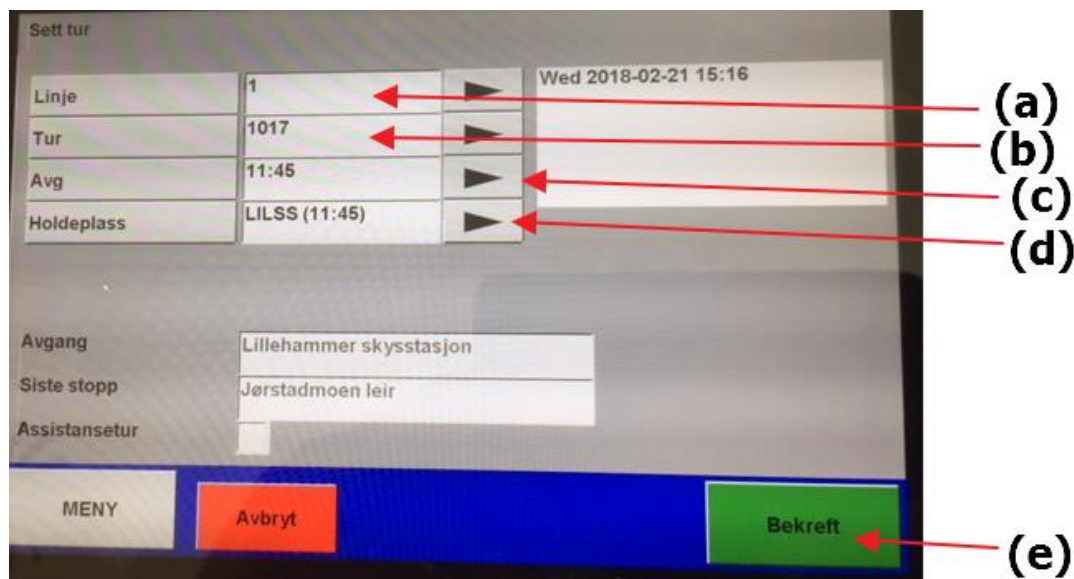 Sett tur
Linje 1 Wed 2018-02-21 15:16
(a)
Tur 1017
(b)
Avg 11:45
(c)
Holdeplass LILSS (11:45)
(d)
Avgang Lillehammer skysstasjon
Siste stopp Jørstadmoen leir
Assistansetur
MENY Avbryt Bekreft
(e)